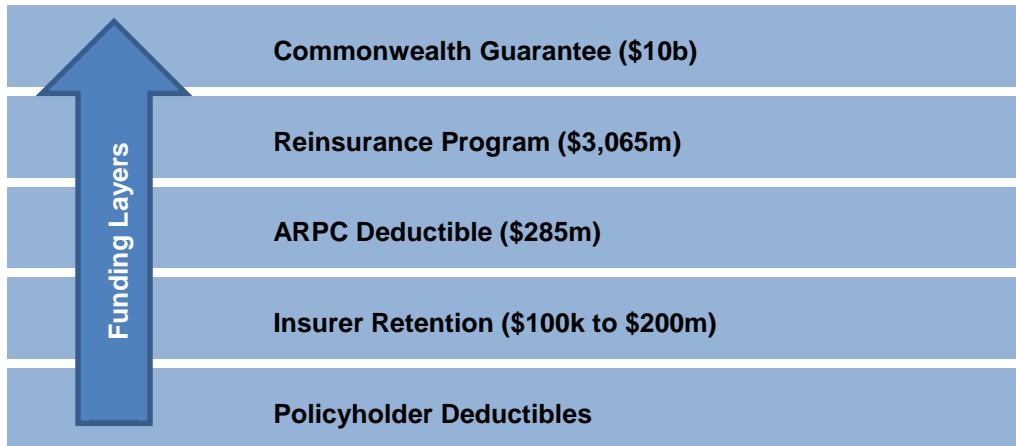 Commonwealth Guarantee ($10b)
Reinsurance Program ($3,065m)
ARPC Deductible ($285m)
Insurer Retention ($100k to $200m)
Policyholder Deductibles
Funding Layers